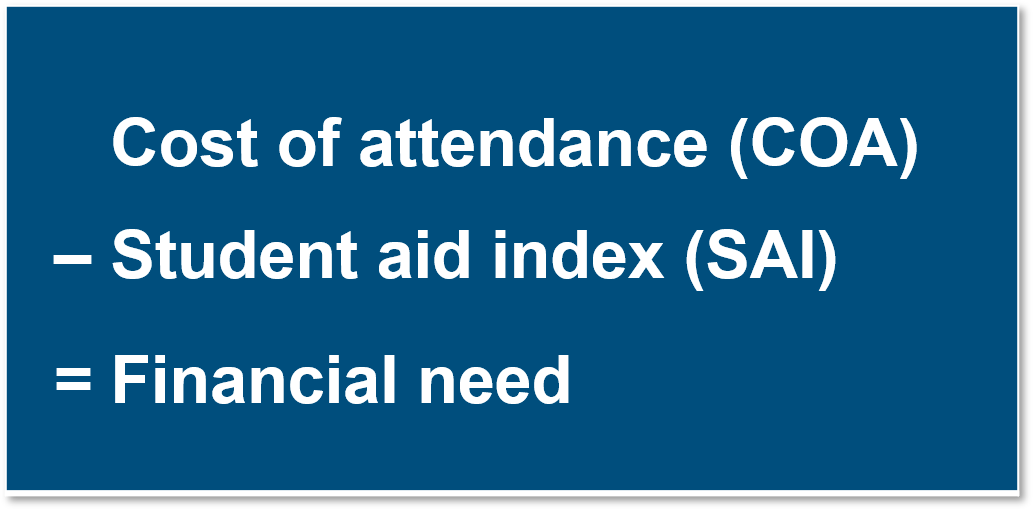 Cost of attendance (COA)
– Student aid index (SAI)
= Financial need